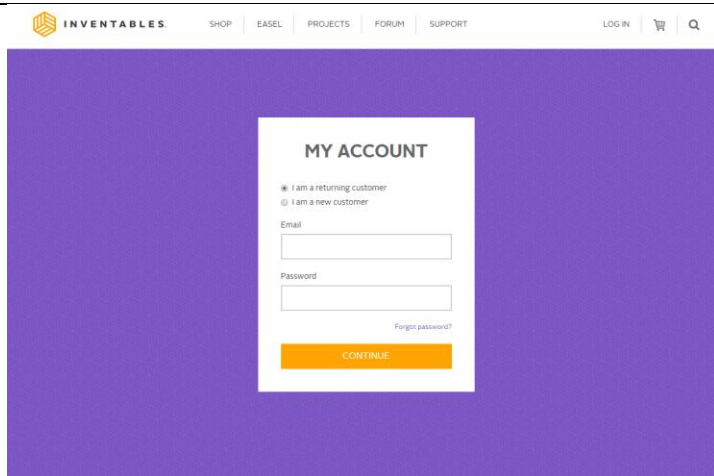 INVENTABLES. SHOP EASEL PROJECTS FORUM SUPPORT LOG IN
MY ACCOUNT
I am a returning customer
I am a new customer
Email
Password
Forgot password?
CONTINUE